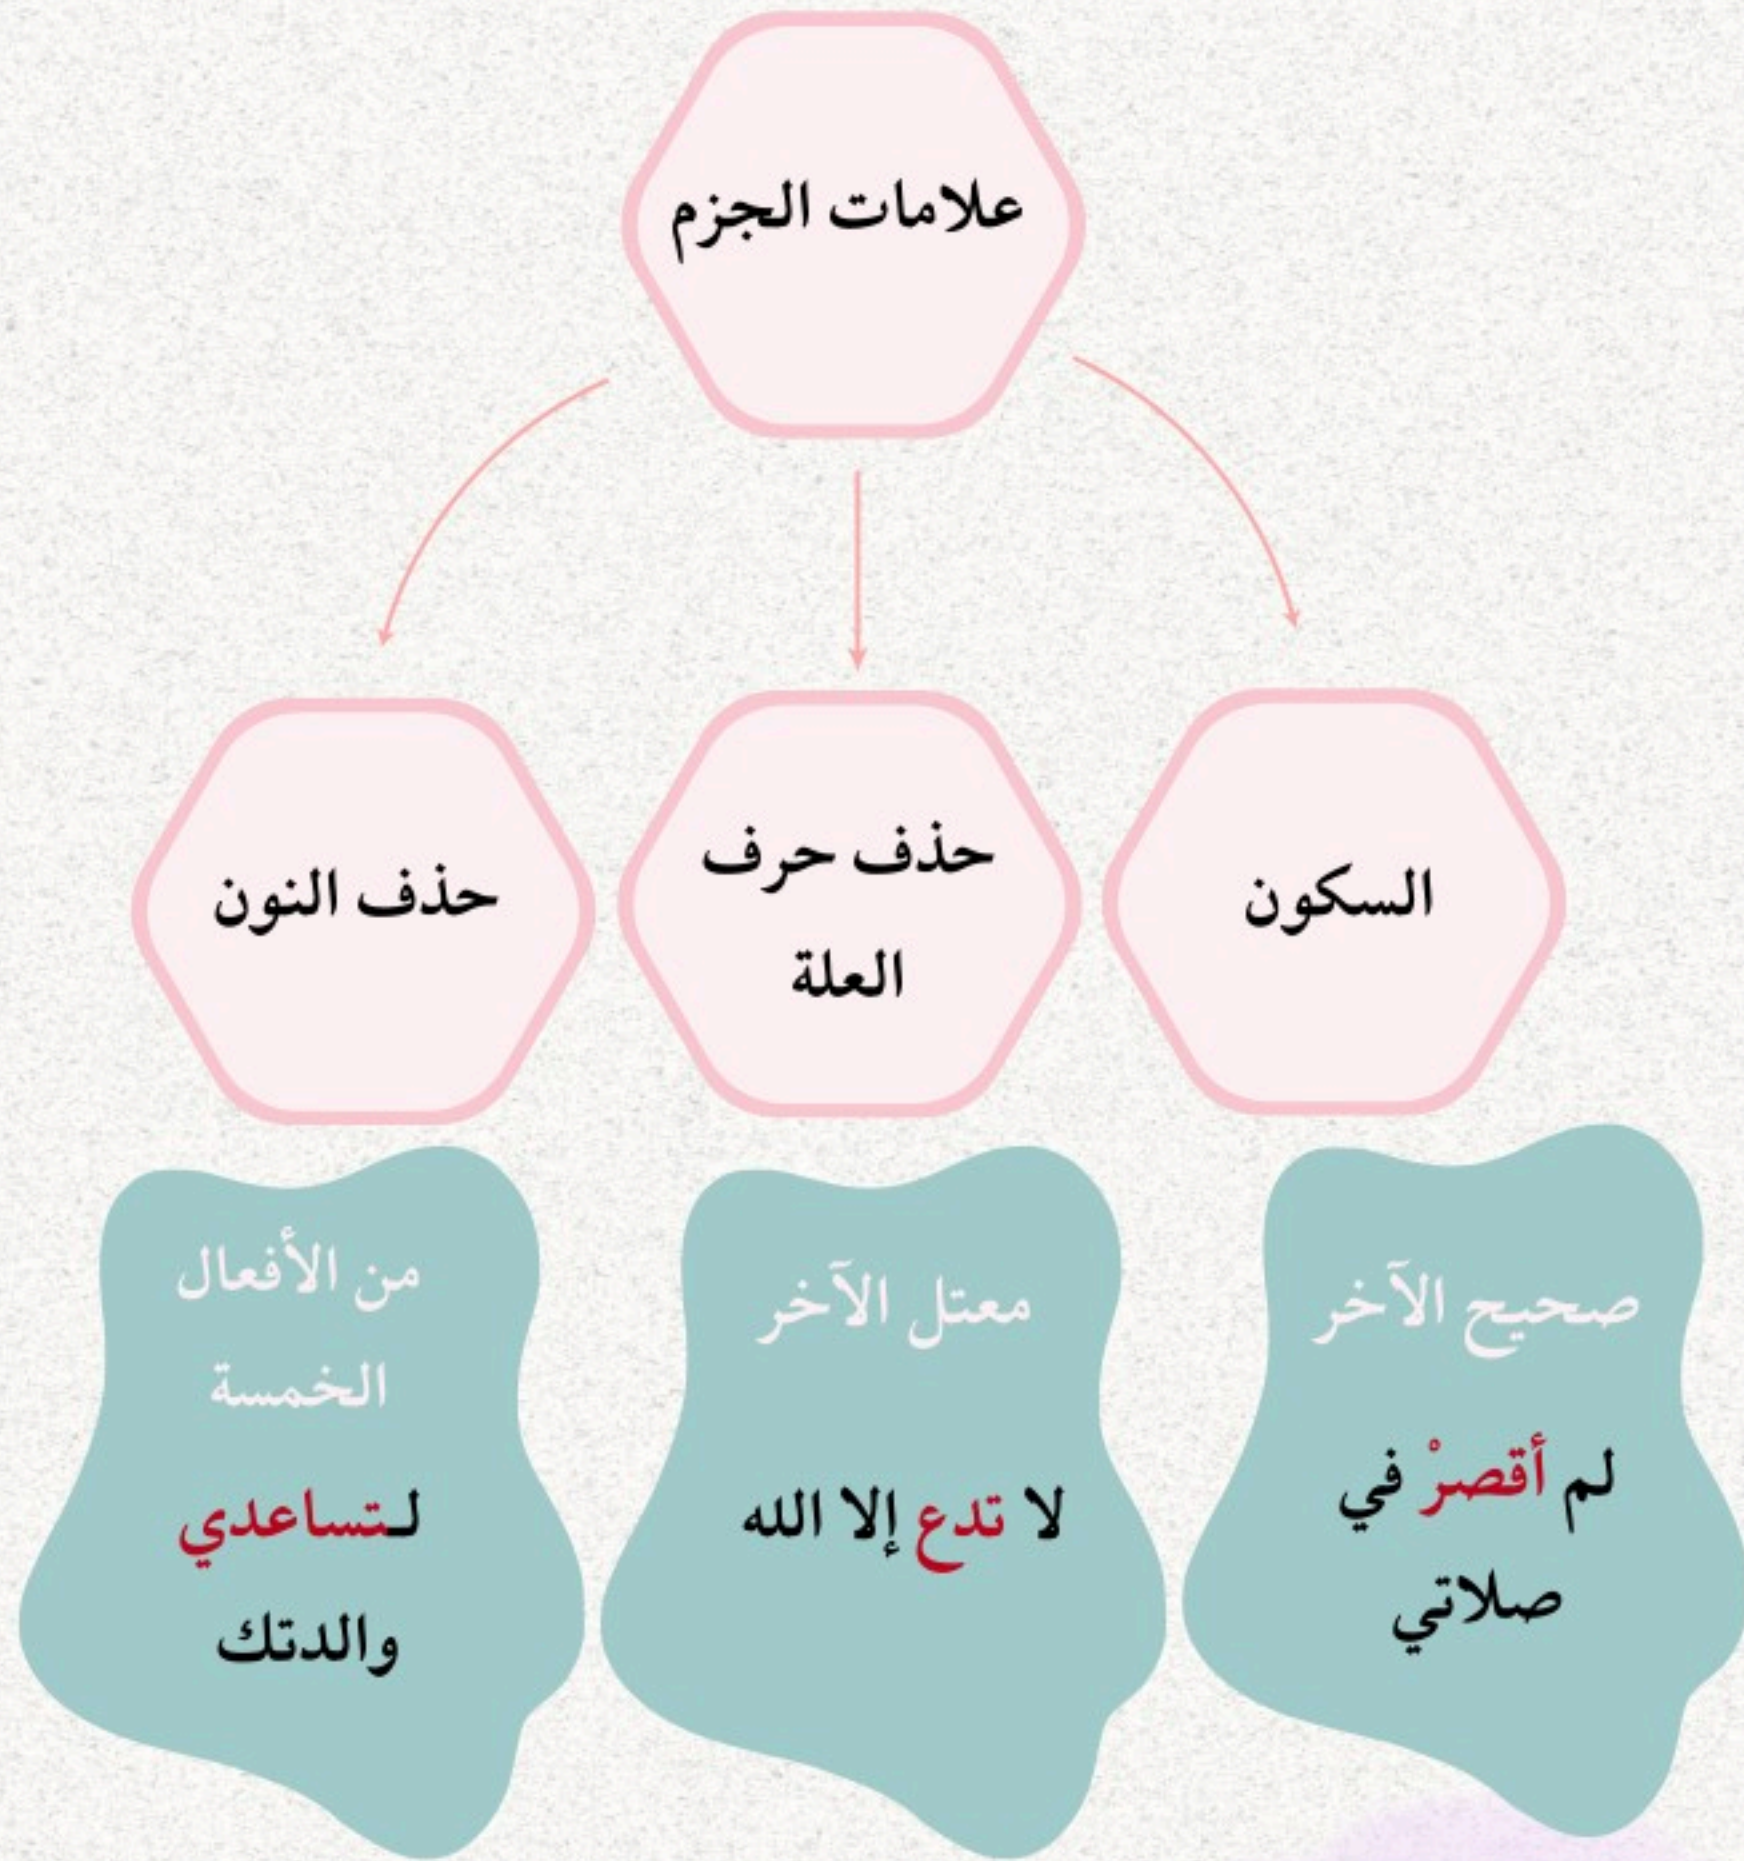 علامات الجزم
السكون
حذف حرف
العلة
حذف النون
صحيح الآخر
لم أقصرْ في
صلاتي
معتل الآخر
لا تدع إلا الله
من الأفعال
الخمسة
لـتساعدي
والدتك